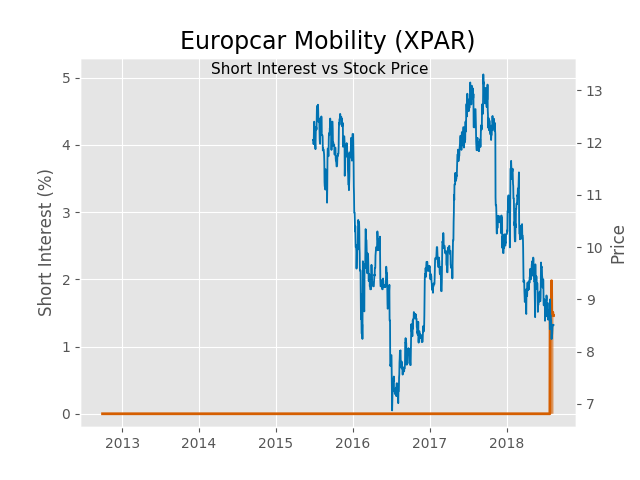 Europcar Mobility (XPAR)
Short Interest vs Stock Price
5
4
3
2
1
0
Short Interest (%)
13
12
11
10
9
8
7
Price
2013 2014 2015 2016 2017 2018